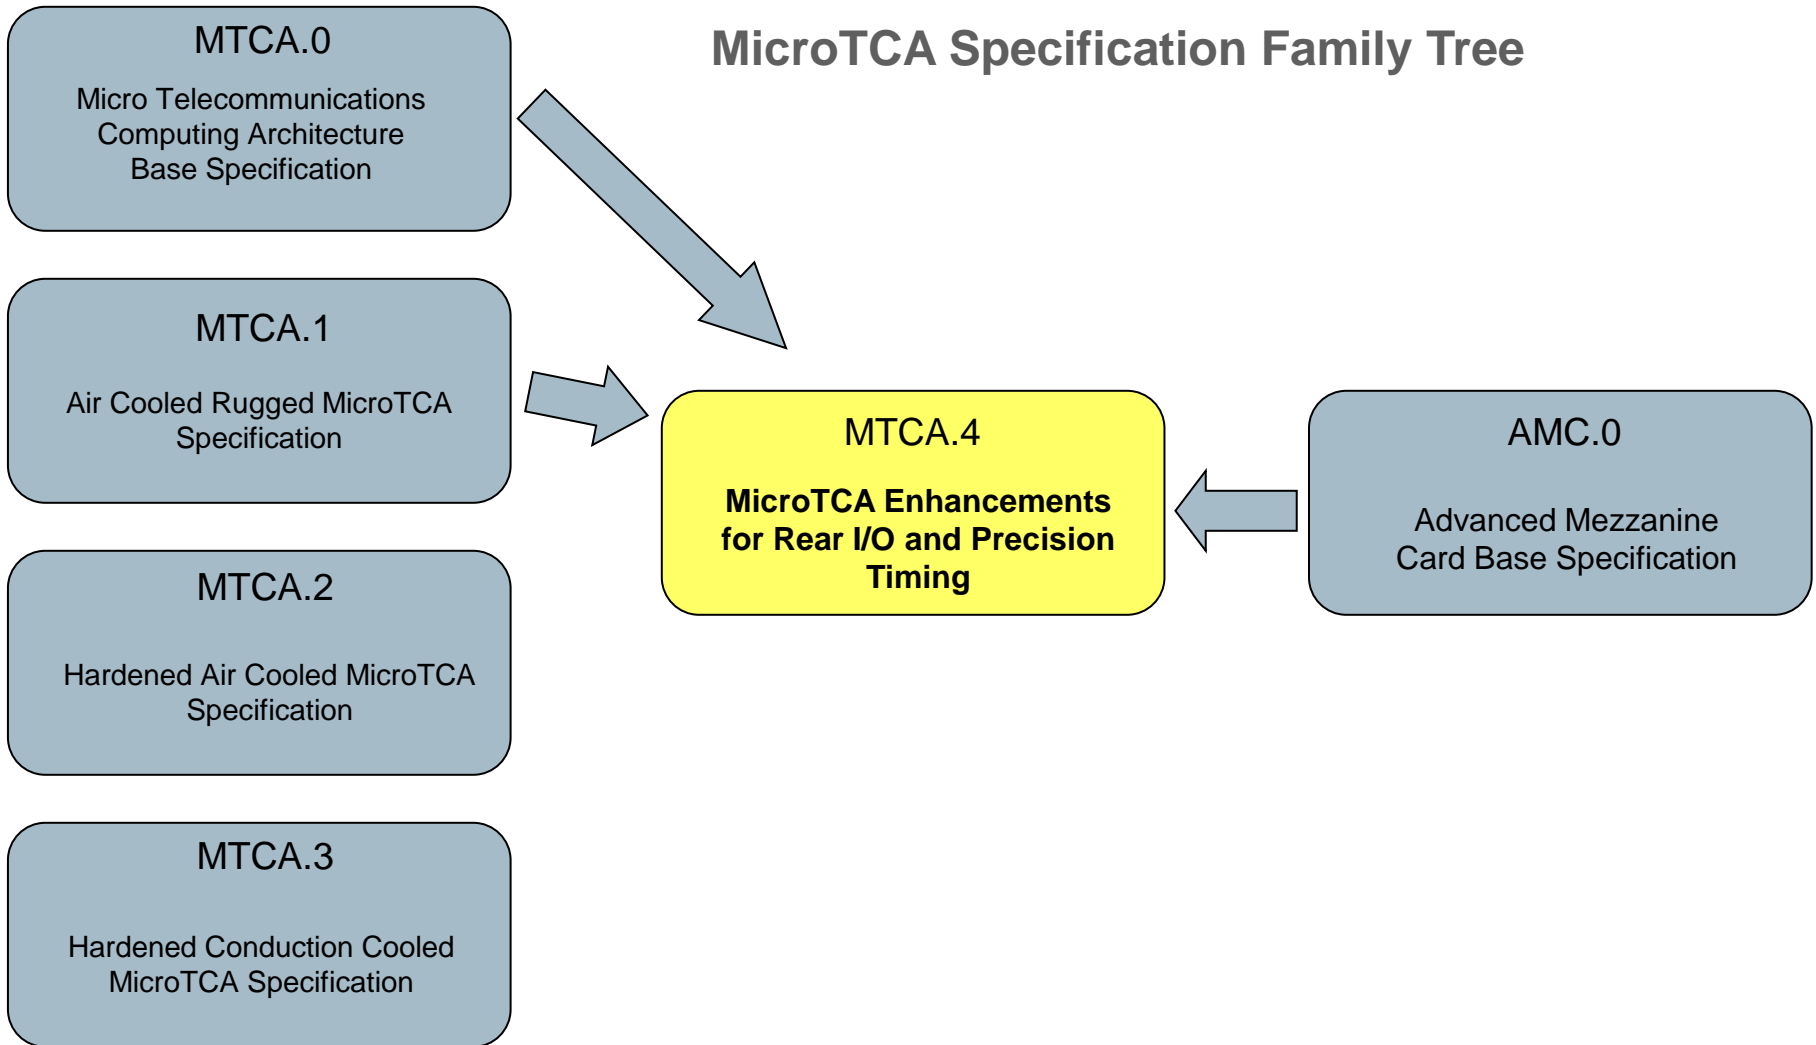 MicroTCA Specification Family Tree
MTCA.0
Micro Telecommunications
Computing Architecture
Base Specification
MTCA.1
Air Cooled Rugged MicroTCA
Specification
MTCA.2
Hardened Air Cooled MicroTCA
Specification
MTCA.3
Hardened Conduction Cooled
MicroTCA Specification
MTCA.4
MicroTCA Enhancements
for Rear I/O and Precision
Timing
AMC.0
Advanced Mezzanine
Card Base Specification